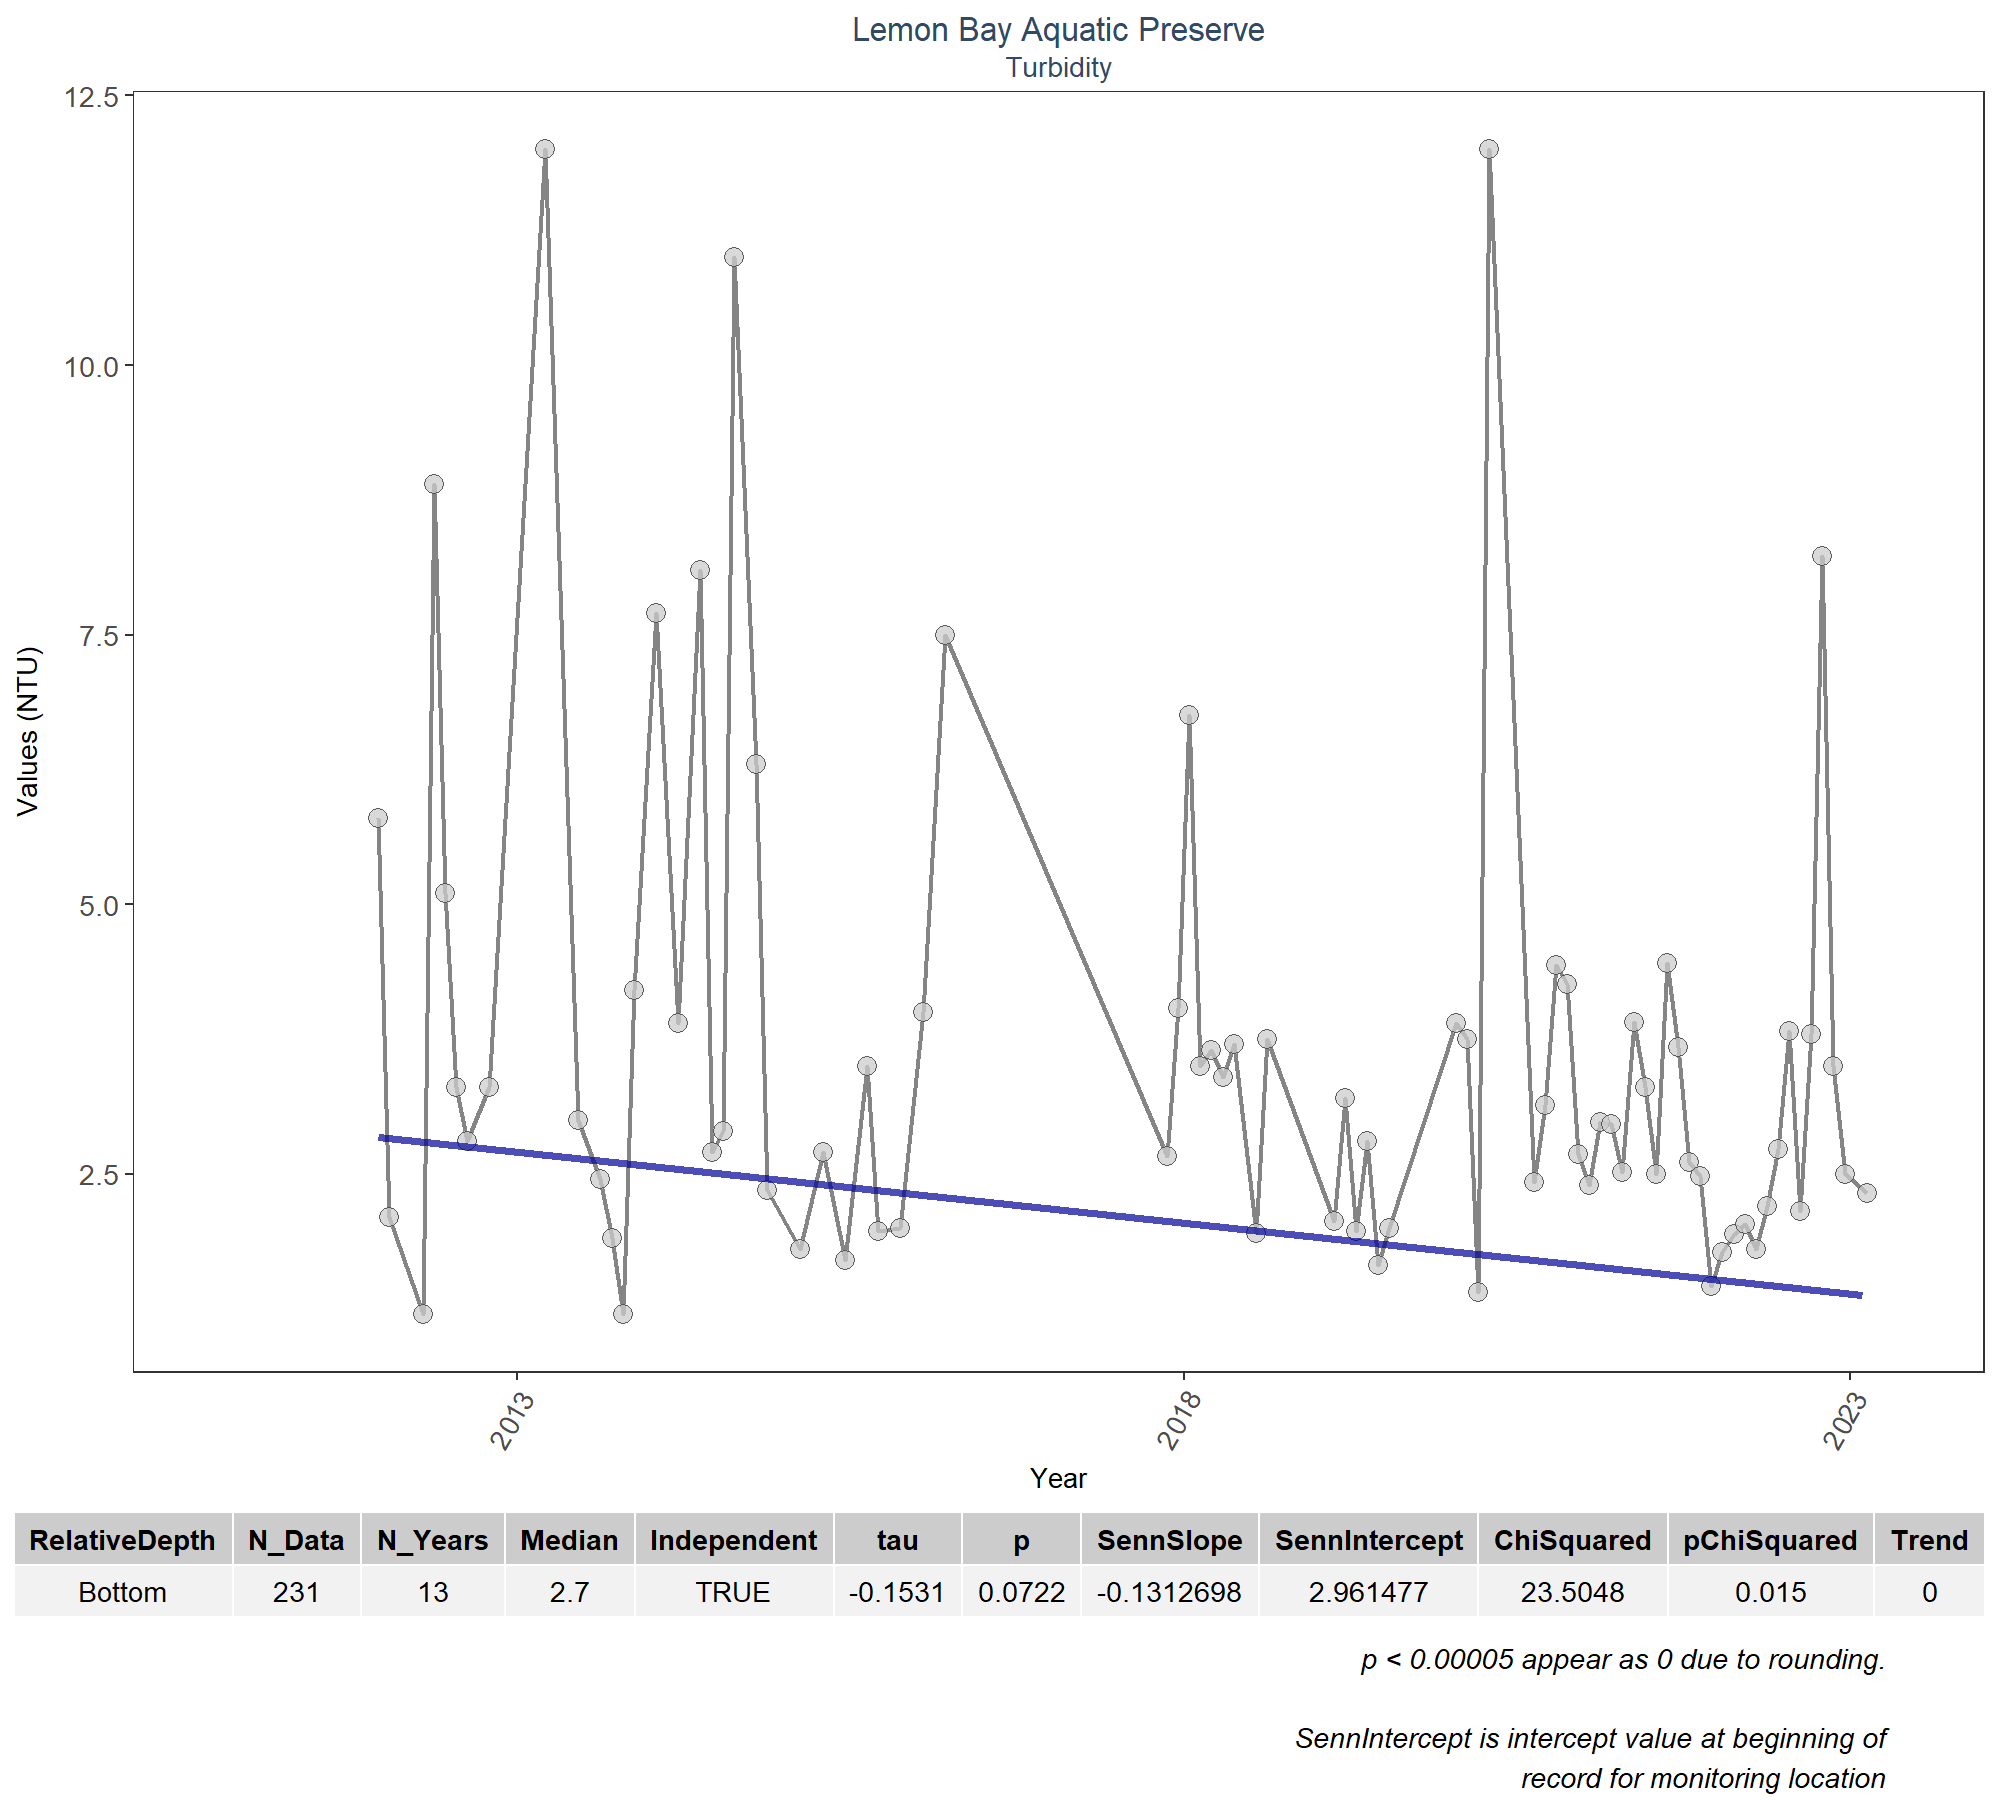 Lemon Bay Aquatic Preserve
Turbidity
12.5
10.0
7.5
5.0
2.5
Values (NTU)
2013
2018
2023
Year
RelativeDepth N_Data N_Years Median Independent tau p SennSlope SennIntercept ChiSquared pChiSquared Trend
Bottom 231 13 2.7 TRUE -0.1531 0.0722 -0.1312698 2.961477 23.5048 0.015 0
p < 0.00005 appear as 0 due to rounding.
SennIntercept is intercept value at beginning of
record for monitoring location